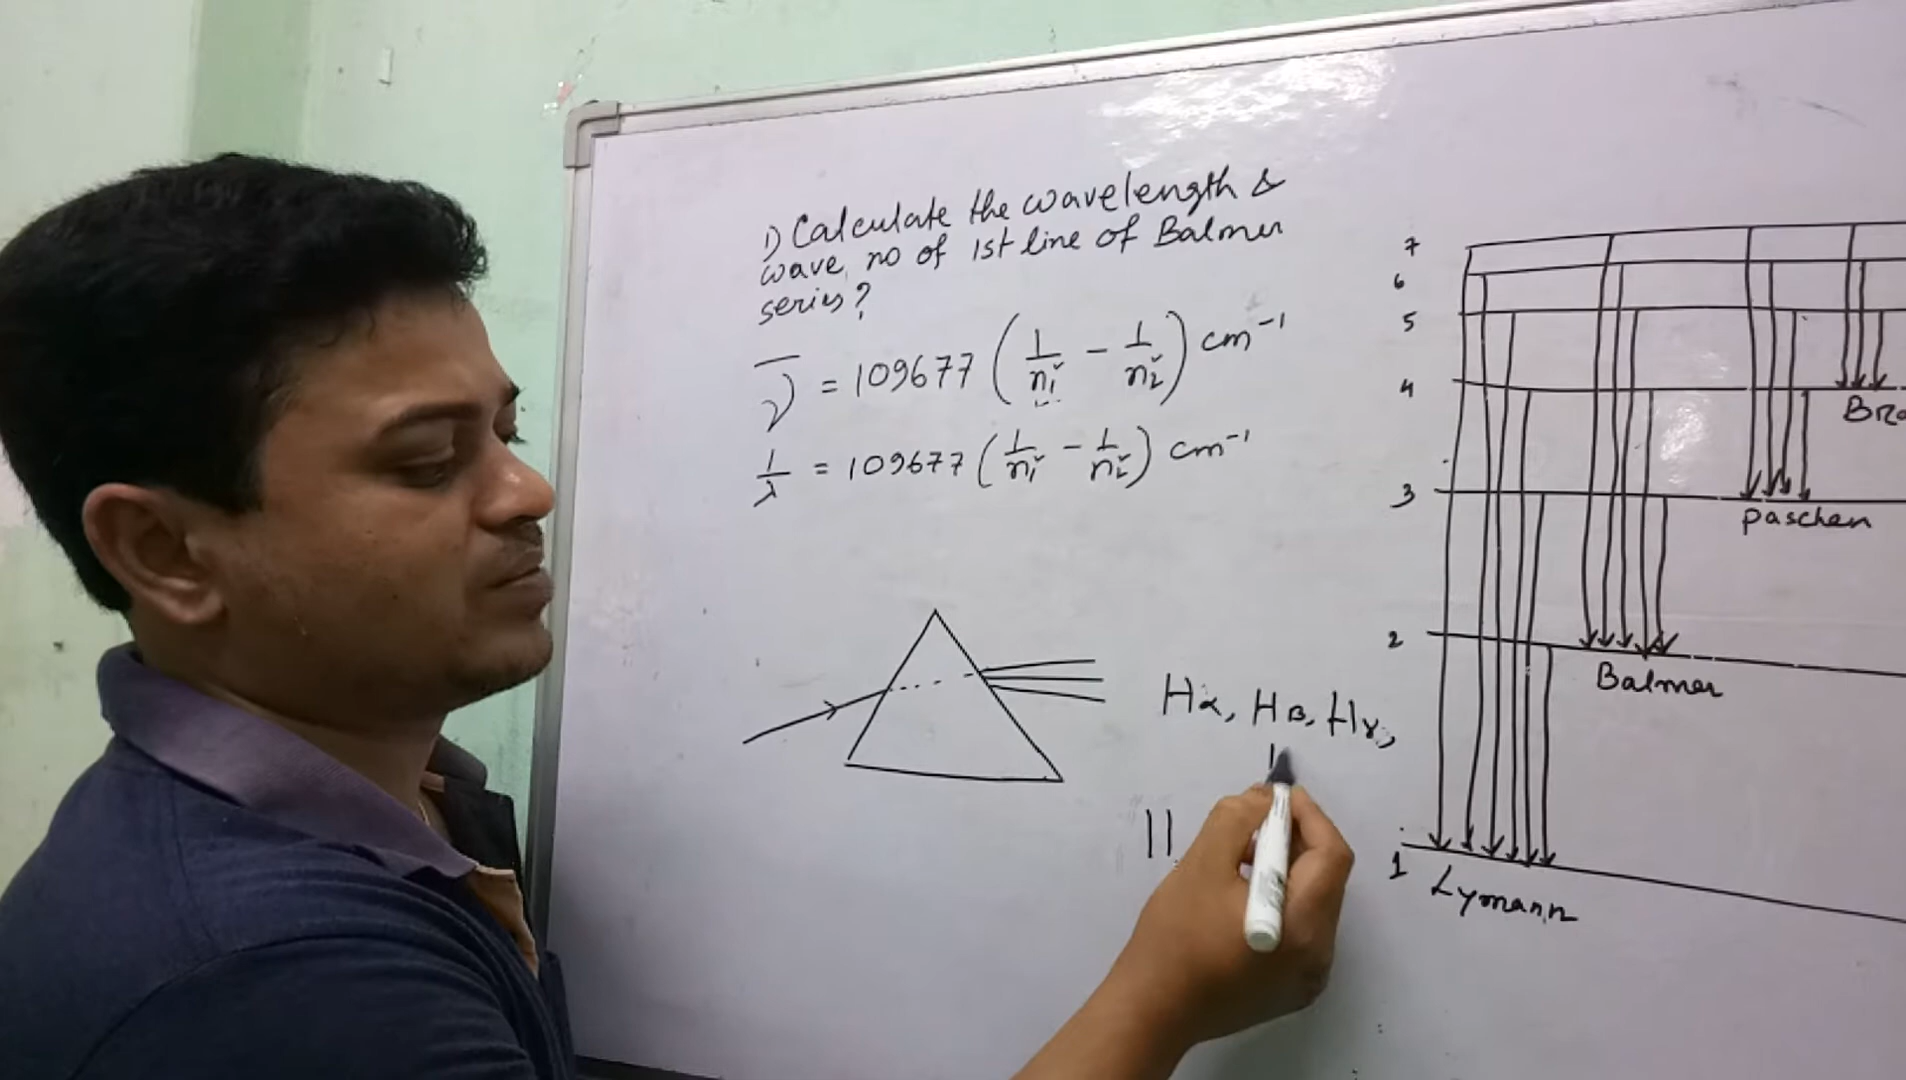 1) Calculate the wavelength &
wave no of 1st line of Balmer
series?
ν̅ = 109677 (1/n₁² - 1/n₂²) cm⁻¹
1/λ = 109677 (1/n₁² - 1/n₂²) cm⁻¹
Hα, Hβ, Hγ,
7
6
5
4
Bra
3
Paschen
2
Balmer
1
Lymann